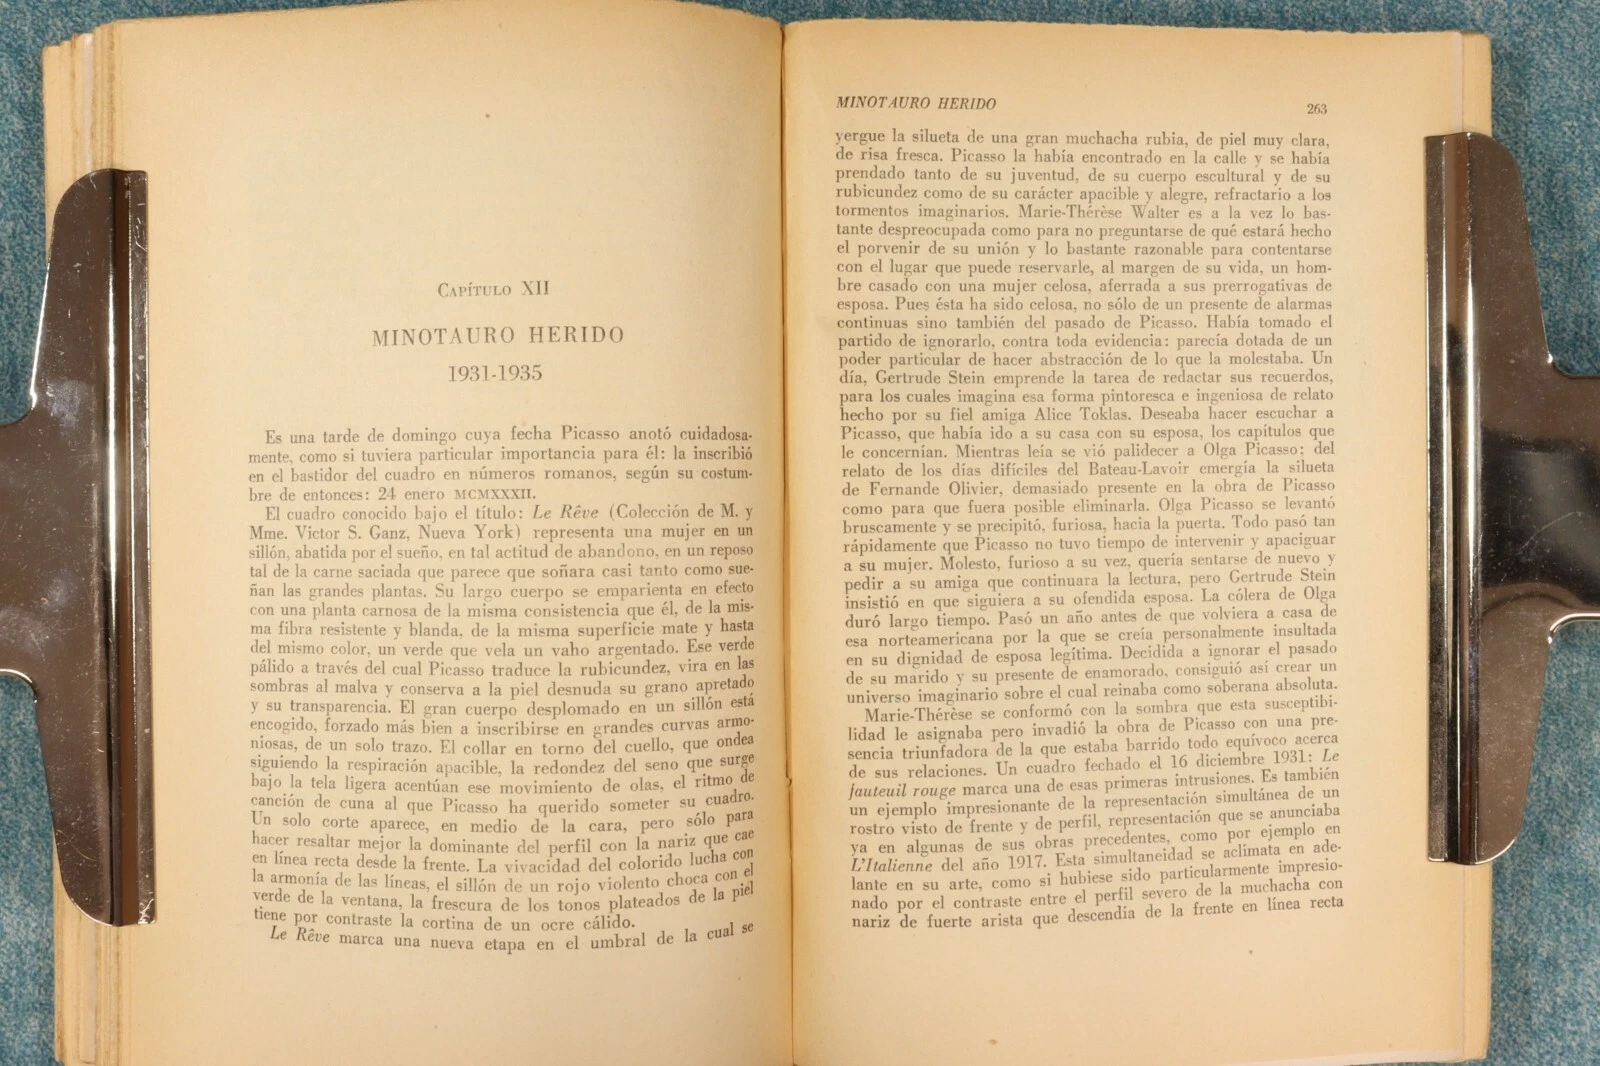 CAPÍTULO XII
MINOTAURO HERIDO
1931-1935
Es una tarde de domingo cuya fecha Picasso anotó cuidadosa-
mente, como si tuviera particular importancia para él: la inscribió
en el bastidor del cuadro en números romanos, según su costum-
bre de entonces: 24 enero MCMXXXII.
El cuadro conocido bajo el título: Le Rêve (Colección de M. y
Mme. Victor S. Ganz, Nueva York) representa una mujer en un
sillón, abatida por el sueño, en tal actitud de abandono, en un reposo
tal de la carne saciada que parece que soñara casi tanto como sue-
ñan las grandes plantas. Su largo cuerpo se emparienta en efecto
con una planta carnosa de la misma consistencia que él, de la mis-
ma fibra resistente y blanda, de la misma superficie mate y hasta
del mismo color, un verde que vela un vaho argentado. Ese verde
pálido a través del cual Picasso traduce la rubicundez, vira en las
sombras al malva y conserva a la piel desnuda su grano apretado
y su transparencia. El gran cuerpo desplomado en un sillón está
encogido, forzado más bien a inscribirse en grandes curvas armo-
niosas, de un solo trazo. El collar en torno del cuello, que ondea
siguiendo la respiración apacible, la redondez del seno que surge
bajo la tela ligera acentúan ese movimiento de olas, el ritmo de
canción de cuna al que Picasso ha querido someter su cuadro.
Un solo corte aparece, en medio de la cara, pero sólo para
hacer resaltar mejor la dominante del perfil con la nariz que cae
en línea recta desde la frente. La vivacidad del colorido lucha con
la armonía de las líneas, el sillón de un rojo violento choca con el
verde de la ventana, la frescura de los tonos plateados de la piel
tiene por contraste la cortina de un ocre cálido.
Le Rêve marca una nueva etapa en el umbral de la cual se
MINOTAURO HERIDO 263
yergue la silueta de una gran muchacha rubia, de piel muy clara,
de risa fresca. Picasso la había encontrado en la calle y se había
prendado tanto de su juventud, de su cuerpo escultural y de su
rubicundez como de su carácter apacible y alegre, refractario a los
tormentos imaginarios. Marie-Thérèse Walter es a la vez lo bas-
tante despreocupada como para no preguntarse de qué estará hecho
el porvenir de su unión y lo bastante razonable para contentarse
con el lugar que puede reservarle, al margen de su vida, un hom-
bre casado con una mujer celosa, aferrada a sus prerrogativas de
esposa. Pues ésta ha sido celosa, no sólo de un presente de alarmas
continuas sino también del pasado de Picasso. Había tomado el
partido de ignorarlo, contra toda evidencia: parecía dotada de un
poder particular de hacer abstracción de lo que la molestaba. Un
día, Gertrude Stein emprende la tarea de redactar sus recuerdos,
para los cuales imagina esa forma pintoresca e ingeniosa de relato
hecho por su fiel amiga Alice Toklas. Deseaba hacer escuchar a
Picasso, que había ido a su casa con su esposa, los capítulos que
le concernían. Mientras leía se vió palidecer a Olga Picasso; del
relato de los días difíciles del Bateau-Lavoir emergía la silueta
de Fernande Olivier, demasiado presente en la obra de Picasso
como para que fuera posible eliminarla. Olga Picasso se levantó
bruscamente y se precipitó, furiosa, hacia la puerta. Todo pasó tan
rápidamente que Picasso no tuvo tiempo de intervenir y apaciguar
a su mujer. Molesto, furioso a su vez, quería sentarse de nuevo y
pedir a su amiga que continuara la lectura, pero Gertrude Stein
insistió en que siguiera a su ofendida esposa. La cólera de Olga
duró largo tiempo. Pasó un año antes de que volviera a casa de
esa norteamericana por la que se creía personalmente insultada
en su dignidad de esposa legítima. Decidida a ignorar el pasado
de su marido y su presente de enamorado, consiguió así crear un
universo imaginario sobre el cual reinaba como soberana absoluta.
Marie-Thérèse se conformó con la sombra que esta susceptibi-
lidad le asignaba pero invadió la obra de Picasso con una pre-
sencia triunfadora de la que estaba barrido todo equívoco acerca
de sus relaciones. Un cuadro fechado el 16 diciembre 1931: Le
fauteuil rouge marca una de esas primeras intrusiones. Es también
un ejemplo impresionante de la representación simultánea de un
rostro visto de frente y de perfil, representación que se anunciaba
ya en algunas de sus obras precedentes, como por ejemplo en
L'Italienne del año 1917. Esta simultaneidad se aclimata en ade-
lante en su arte, como si hubiese sido particularmente impresio-
nado por el contraste entre el perfil severo de la muchacha con
nariz de fuerte arista que descendía de la frente en línea recta